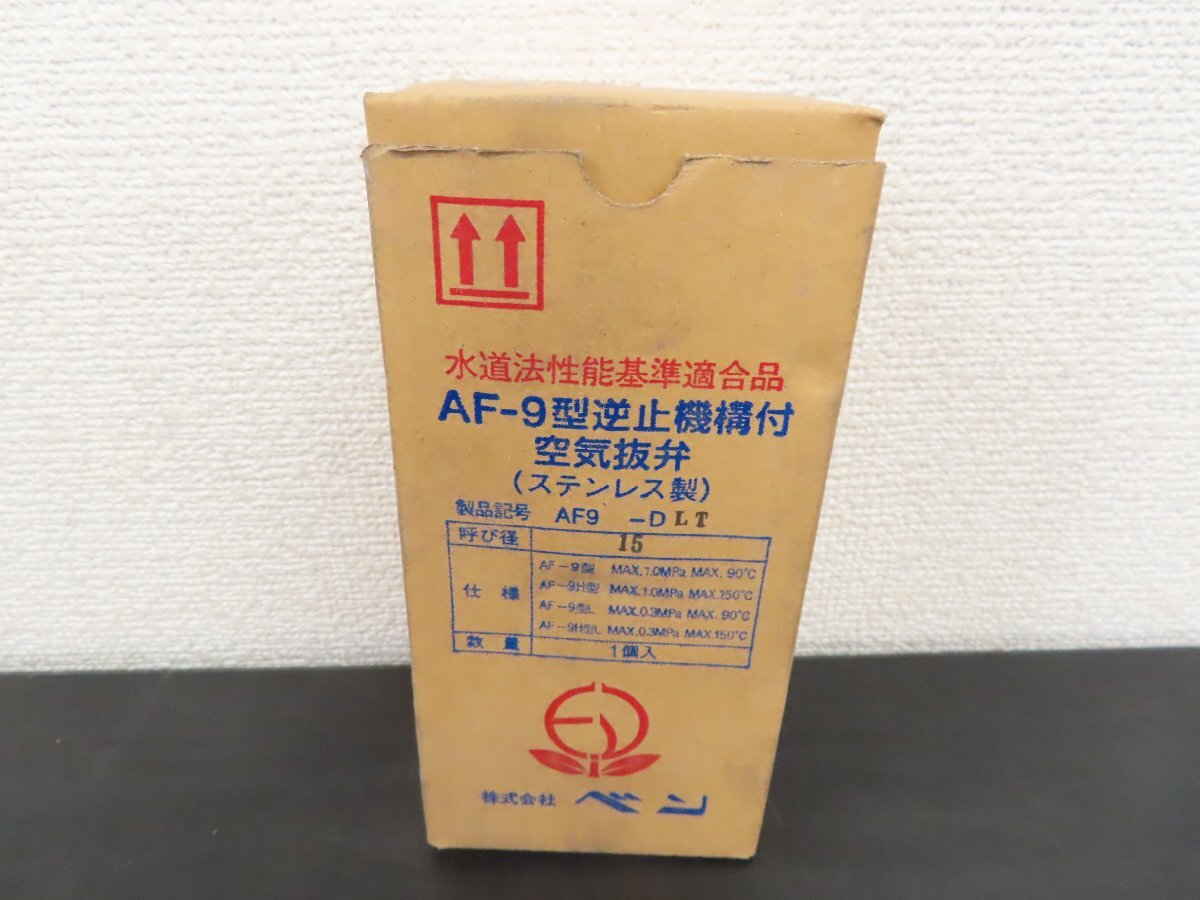 水道法性能基準適合品
AF-9型逆止機構付
空気抜弁
(ステンレス製)
製品記号 AF9 -D LT
呼び径 15
仕様
AF-9型 MAX.1.0MPa MAX. 90℃
AF-9H型 MAX.1.0MPa MAX.150℃
AF-9型L MAX.0.3MPa MAX. 90℃
AF-9H型L MAX.0.3MPa MAX.150℃
数量 1個入
株式会社 ベン